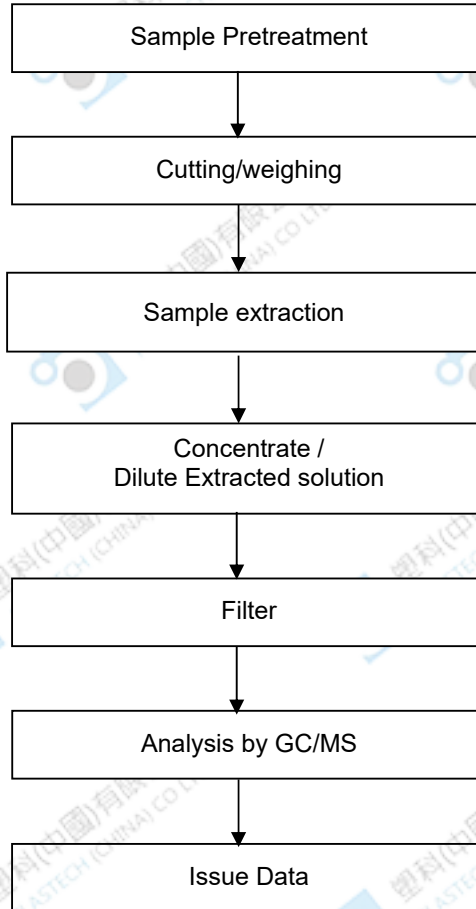 Sample Pretreatment
Cutting/weighing
Sample extraction
Concentrate /
Dilute Extracted solution
Filter
Analysis by GC/MS
Issue Data